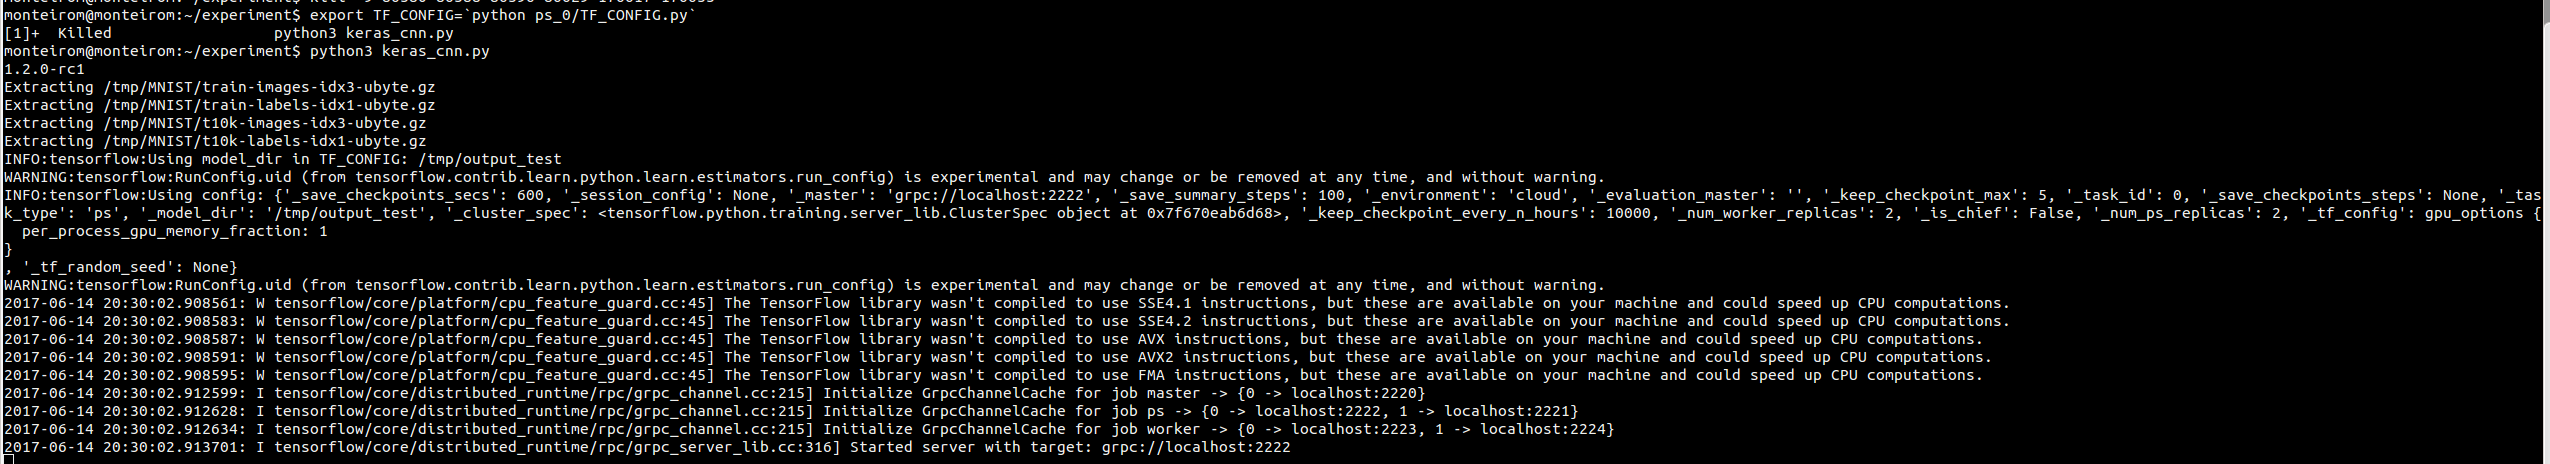 monteirom@monteirom:~/experiment$ export TF_CONFIG=`python ps_0/TF_CONFIG.py`
[1]+  Killed                  python3 keras_cnn.py
monteirom@monteirom:~/experiment$ python3 keras_cnn.py
1.2.0-rc1
Extracting /tmp/MNIST/train-images-idx3-ubyte.gz
Extracting /tmp/MNIST/train-labels-idx1-ubyte.gz
Extracting /tmp/MNIST/t10k-images-idx3-ubyte.gz
Extracting /tmp/MNIST/t10k-labels-idx1-ubyte.gz
INFO:tensorflow:Using model_dir in TF_CONFIG: /tmp/output_test
WARNING:tensorflow:RunConfig.uid (from tensorflow.contrib.learn.python.learn.estimators.run_config) is experimental and may change or be removed at any time, and without warning.
INFO:tensorflow:Using config: {'_save_checkpoints_secs': 600, '_session_config': None, '_master': 'grpc://localhost:2222', '_save_summary_steps': 100, '_environment': 'cloud', '_evaluation_master': '', '_keep_checkpoint_max': 5, '_task_id': 0, '_save_checkpoints_steps': None, '_tas
k_type': 'ps', '_model_dir': '/tmp/output_test', '_cluster_spec': <tensorflow.python.training.server_lib.ClusterSpec object at 0x7f670eab6d68>, '_keep_checkpoint_every_n_hours': 10000, '_num_worker_replicas': 2, '_is_chief': False, '_num_ps_replicas': 2, '_tf_config': gpu_options {
  per_process_gpu_memory_fraction: 1
}
, '_tf_random_seed': None}
WARNING:tensorflow:RunConfig.uid (from tensorflow.contrib.learn.python.learn.estimators.run_config) is experimental and may change or be removed at any time, and without warning.
2017-06-14 20:30:02.908561: W tensorflow/core/platform/cpu_feature_guard.cc:45] The TensorFlow library wasn't compiled to use SSE4.1 instructions, but these are available on your machine and could speed up CPU computations.
2017-06-14 20:30:02.908583: W tensorflow/core/platform/cpu_feature_guard.cc:45] The TensorFlow library wasn't compiled to use SSE4.2 instructions, but these are available on your machine and could speed up CPU computations.
2017-06-14 20:30:02.908587: W tensorflow/core/platform/cpu_feature_guard.cc:45] The TensorFlow library wasn't compiled to use AVX instructions, but these are available on your machine and could speed up CPU computations.
2017-06-14 20:30:02.908591: W tensorflow/core/platform/cpu_feature_guard.cc:45] The TensorFlow library wasn't compiled to use AVX2 instructions, but these are available on your machine and could speed up CPU computations.
2017-06-14 20:30:02.908595: W tensorflow/core/platform/cpu_feature_guard.cc:45] The TensorFlow library wasn't compiled to use FMA instructions, but these are available on your machine and could speed up CPU computations.
2017-06-14 20:30:02.912599: I tensorflow/core/distributed_runtime/rpc/grpc_channel.cc:215] Initialize GrpcChannelCache for job master -> {0 -> localhost:2220}
2017-06-14 20:30:02.912628: I tensorflow/core/distributed_runtime/rpc/grpc_channel.cc:215] Initialize GrpcChannelCache for job ps -> {0 -> localhost:2222, 1 -> localhost:2221}
2017-06-14 20:30:02.912634: I tensorflow/core/distributed_runtime/rpc/grpc_channel.cc:215] Initialize GrpcChannelCache for job worker -> {0 -> localhost:2223, 1 -> localhost:2224}
2017-06-14 20:30:02.913701: I tensorflow/core/distributed_runtime/rpc/grpc_server_lib.cc:316] Started server with target: grpc://localhost:2222